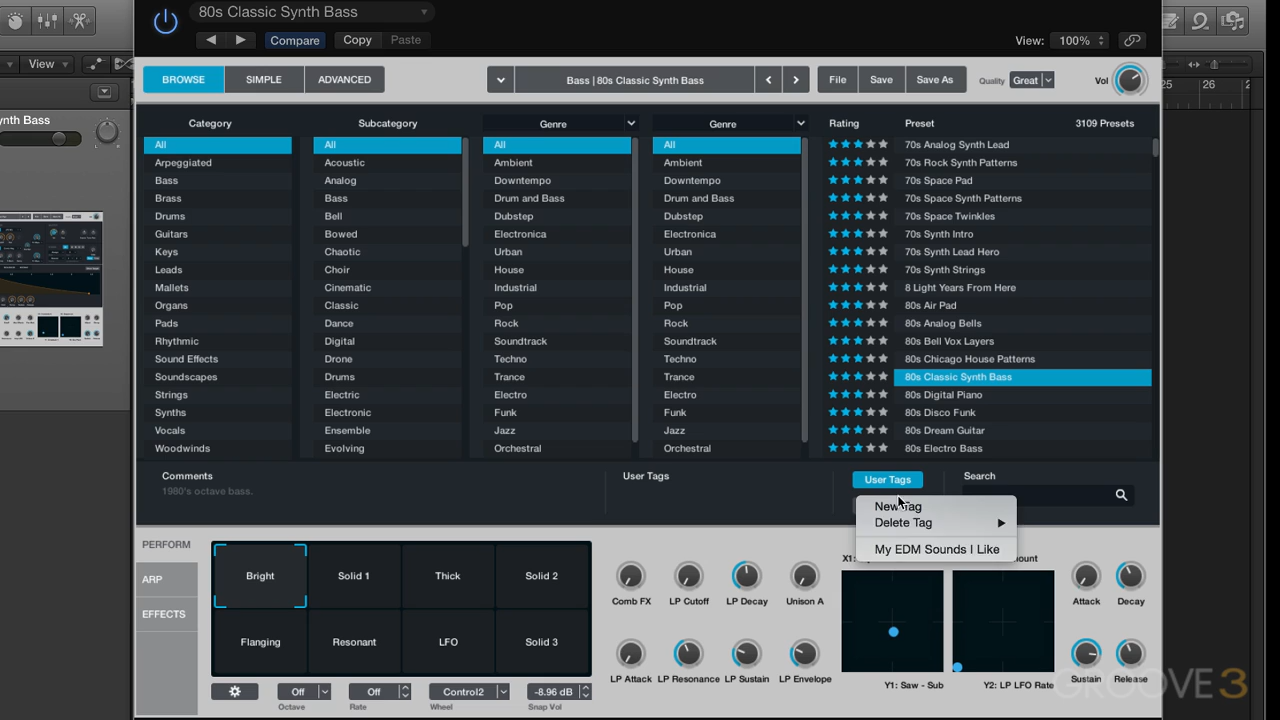 80s Classic Synth Bass
Compare
Copy
Paste
View:
100%
View
25
26
2
nth Bass
BROWSE
SIMPLE
ADVANCED
Bass | 80s Classic Synth Bass
File
Save
Save As
Quality
Great
Vol
Category
Subcategory
Genre
Genre
Rating
Preset
3109 Presets
All
All
All
All
70s Analog Synth Lead
Arpeggiated
Acoustic
Ambient
Ambient
70s Rock Synth Patterns
Bass
Analog
Downtempo
Downtempo
70s Space Pad
Brass
Bass
Drum and Bass
Drum and Bass
70s Space Synth Patterns
Drums
Bell
Dubstep
Dubstep
70s Space Twinkles
Guitars
Bowed
Electronica
Electronica
70s Synth Intro
Keys
Chaotic
Urban
Urban
70s Synth Lead Hero
Leads
Choir
House
House
70s Synth Strings
Mallets
Cinematic
Industrial
Industrial
8 Light Years From Here
Organs
Classic
Pop
Pop
80s Air Pad
Pads
Dance
Rock
Rock
80s Analog Bells
Rhythmic
Digital
Soundtrack
Soundtrack
80s Bell Vox Layers
Sound Effects
Drone
Techno
Techno
80s Chicago House Patterns
Soundscapes
Drums
Trance
Trance
80s Classic Synth Bass
Strings
Electric
Electro
Electro
80s Digital Piano
Synths
Electronic
Funk
Funk
80s Disco Funk
Vocals
Ensemble
Jazz
Jazz
80s Dream Guitar
Woodwinds
Evolving
Orchestral
Orchestral
80s Electro Bass
Comments
1980's octave bass.
User Tags
User Tags
Search
New Tag
Delete Tag
My EDM Sounds I Like
PERFORM
ARP
EFFECTS
Bright
Solid 1
Thick
Solid 2
Flanging
Resonant
LFO
Solid 3
Off
Off
Control2
-8.96 dB
Octave
Rate
Wheel
Snap Vol
Comb FX
LP Cutoff
LP Decay
Unison A
LP Attack
LP Resonance
LP Sustain
LP Envelope
X1:
ount
Y1: Saw - Sub
Y2: LP LFO Rate
Attack
Decay
Sustain
Release
GROOVE3